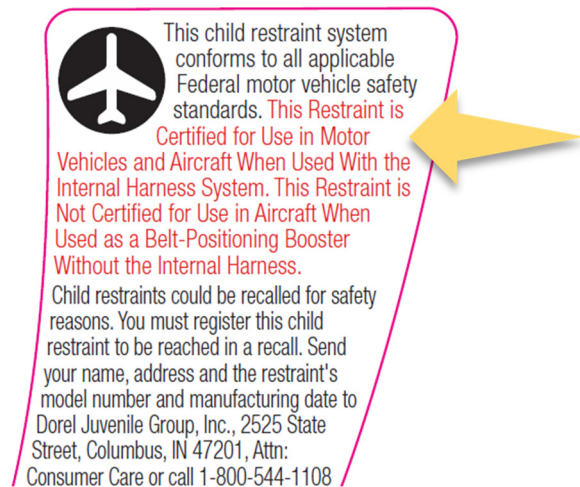 This child restraint system
conforms to all applicable
Federal motor vehicle safety
standards. This Restraint is
Certified for Use in Motor
Vehicles and Aircraft When Used With the
Internal Harness System. This Restraint is
Not Certified for Use in Aircraft When
Used as a Belt-Positioning Booster
Without the Internal Harness.
Child restraints could be recalled for safety
reasons. You must register this child
restraint to be reached in a recall. Send
your name, address and the restraint's
model number and manufacturing date to
Dorel Juvenile Group, Inc., 2525 State
Street, Columbus, IN 47201, Attn:
Consumer Care or call 1-800-544-1108